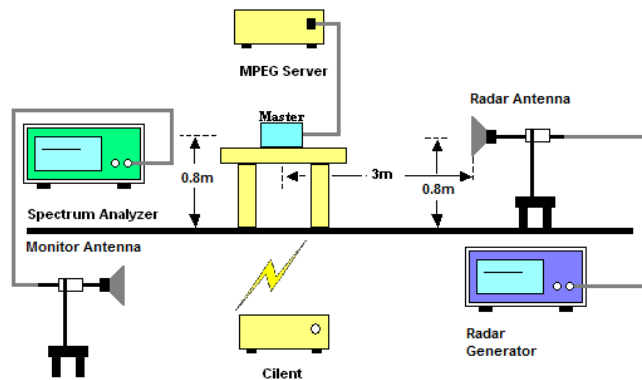 MPEG Server
Master
Radar Antenna
0.8m
3m
0.8m
Spectrum Analyzer
Monitor Antenna
Radar
Generator
Cilent